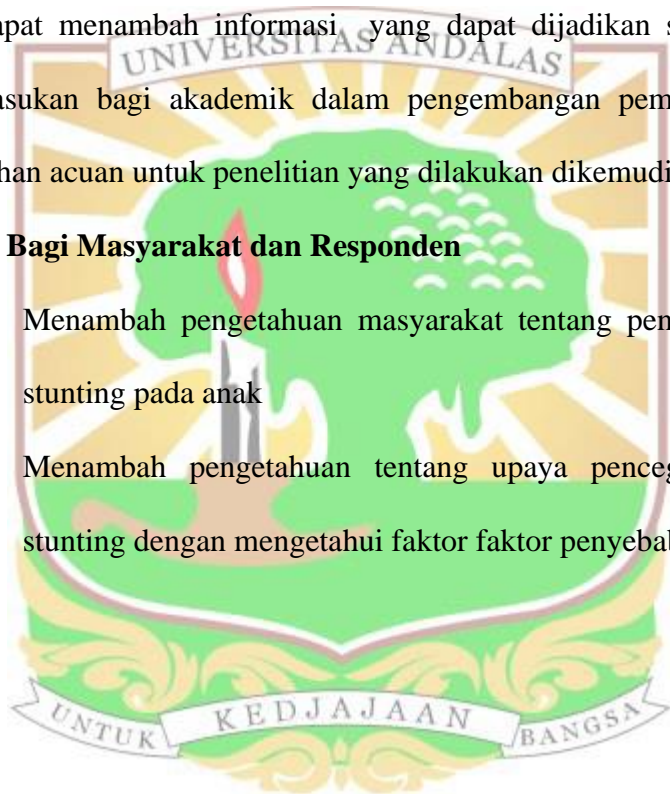 apat menambah informasi yang dapat dijadikan s
UNIVERSITAS ANDALAS
asukan bagi akademik dalam pengembangan pem
han acuan untuk penelitian yang dilakukan dikemudi
Bagi Masyarakat dan Responden
Menambah pengetahuan masyarakat tentang pen
stunting pada anak
Menambah pengetahuan tentang upaya penceg
stunting dengan mengetahui faktor faktor penyebab
UNTUK KEDJAJAAN BANGSA